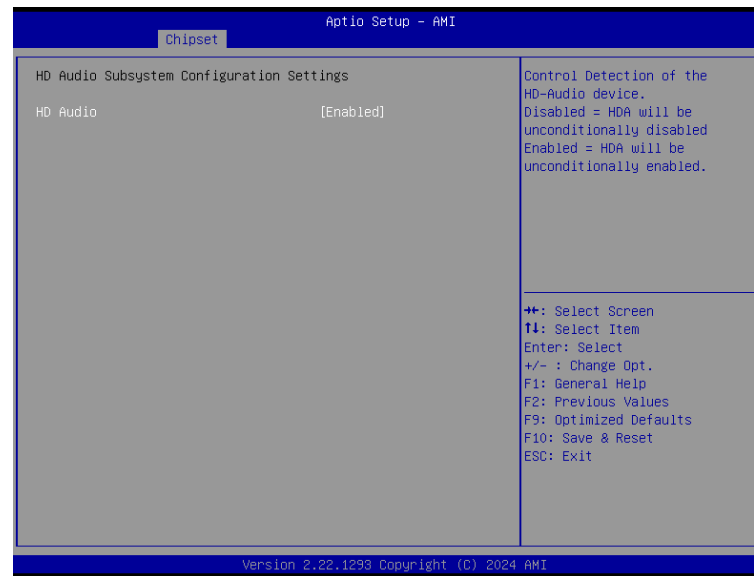 Aptio Setup – AMI
Chipset
HD Audio Subsystem Configuration Settings
HD Audio [Enabled]
Control Detection of the
HD-Audio device.
Disabled = HDA will be
unconditionally disabled
Enabled = HDA will be
unconditionally enabled.
→←: Select Screen
↑↓: Select Item
Enter: Select
+/- : Change Opt.
F1: General Help
F2: Previous Values
F9: Optimized Defaults
F10: Save & Reset
ESC: Exit
Version 2.22.1293 Copyright (C) 2024 AMI